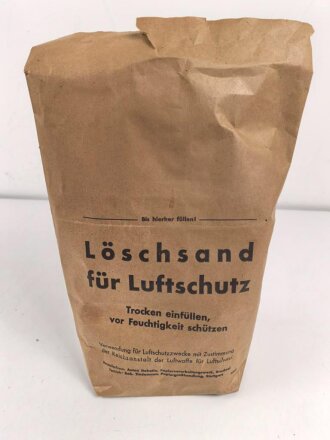 Bis hierher füllen!
Löschsand
für Luftschutz
Trocken einfüllen,
vor Feuchtigkeit schützen
Verwendung für Luftschutzzwecke mit Zustimmung
der Reichsanstalt der Luftwaffe für Luftschutz